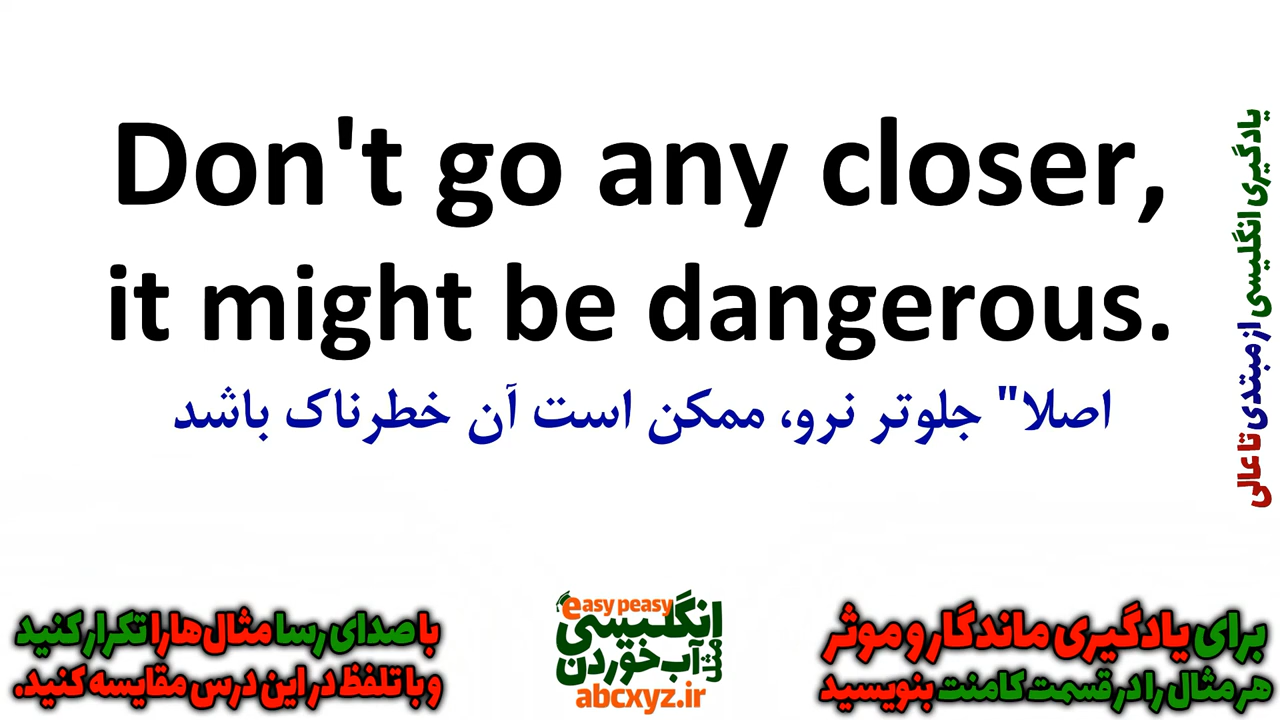 Don't go any closer,
it might be dangerous.
اصلا" جلوتر نرو، ممکن است آن خطرناک باشد
یادگیری انگلیسی از مبتدی تا عالی
برای یادگیری ماندگار و موثر
هر مثال را در قسمت کامنت بنویسید
easy peasy
انگلیسی
مثل آب خوردن
abcxyz.ir
با صدای رسا مثال‌ها را تکرار کنید
و با تلفظ در این درس مقایسه کنید.